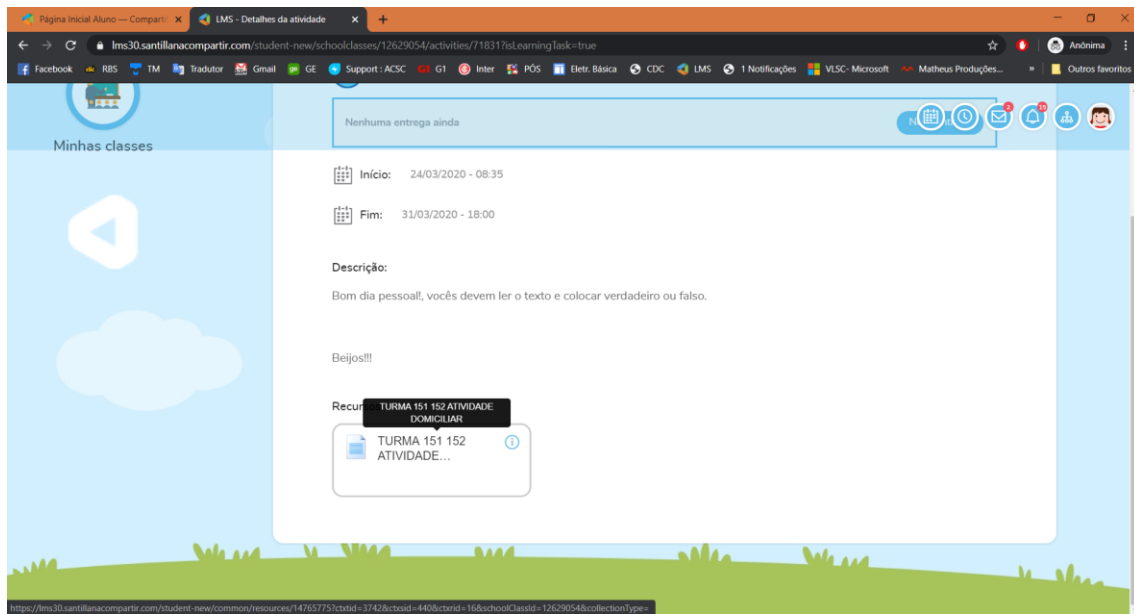 Página Inicial Aluno — Comparti
LMS - Detalhes da atividade
lms30.santillanacompartir.com/student-new/schoolclasses/12629054/activities/71831?isLearningTask=true
Anônima
Facebook RBS TM Tradutor Gmail GE Support : ACSC G1 Inter PÓS Eletr. Básica CDC LMS 1 Notificações VLSC- Microsoft Matheus Produções... » Outros favoritos
Minhas classes
Nenhuma entrega ainda
2
15
Início: 24/03/2020 - 08:35
Fim: 31/03/2020 - 18:00
Descrição:
Bom dia pessoal!, vocês devem ler o texto e colocar verdadeiro ou falso.
Beijos!!!
TURMA 151 152 ATIVIDADE
DOMICILIAR
TURMA 151 152
ATIVIDADE...
https://lms30.santillanacompartir.com/student-new/common/resources/14765775?ctxtid=3742&ctxsid=440&ctxrid=16&schoolClassId=12629054&collectionType=